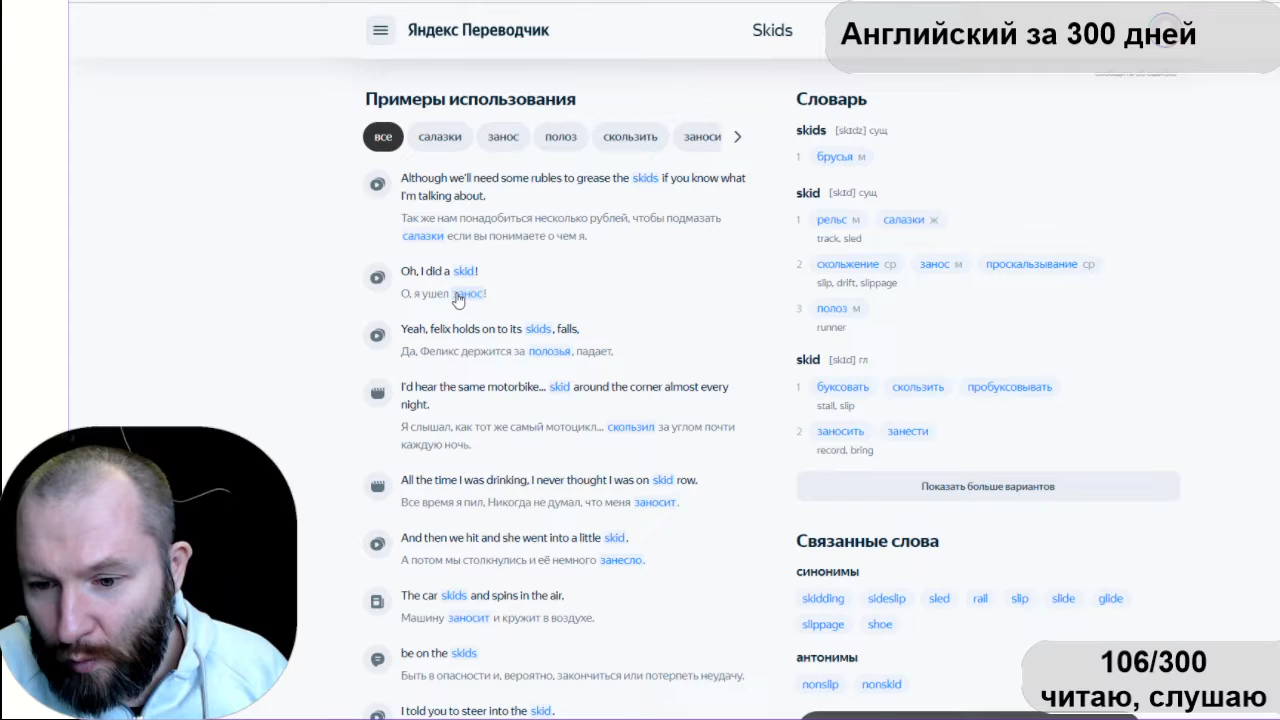 Яндекс Переводчик
Skids
Английский за 300 дней
Примеры использования
все салазки занос полоз скользить заноси
Although we'll need some rubles to grease the skids if you know what
I'm talking about.
Так же нам понадобиться несколько рублей, чтобы подмазать
салазки если вы понимаете о чем я.
Oh, I did a skid!
О, я ушел занос!
Yeah, felix holds on to its skids, falls,
Да, Феликс держится за полозья, падает,
I'd hear the same motorbike... skid around the corner almost every
night.
Я слышал, как тот же самый мотоцикл... скользил за углом почти
каждую ночь.
All the time I was drinking, I never thought I was on skid row.
Все время я пил, Никогда не думал, что меня заносит.
And then we hit and she went into a little skid.
А потом мы столкнулись и её немного занесло.
The car skids and spins in the air.
Машину заносит и кружит в воздухе.
be on the skids
Быть в опасности и, вероятно, закончиться или потерпеть неудачу.
I told you to steer into the skid.
Словарь
skids [skɪdz] сущ
1 брусья м
skid [skɪd] сущ
1 рельс м салазки ж
track, sled
2 скольжение ср занос м проскальзывание ср
slip, drift, slippage
3 полоз м
runner
skid [skɪd] гл
1 буксовать скользить пробуксовывать
stall, slip
2 заносить занести
record, bring
Показать больше вариантов
Связанные слова
синонимы
skidding sideslip sled rail slip slide glide
slippage shoe
антонимы
nonslip nonskid
106/300
читаю, слушаю